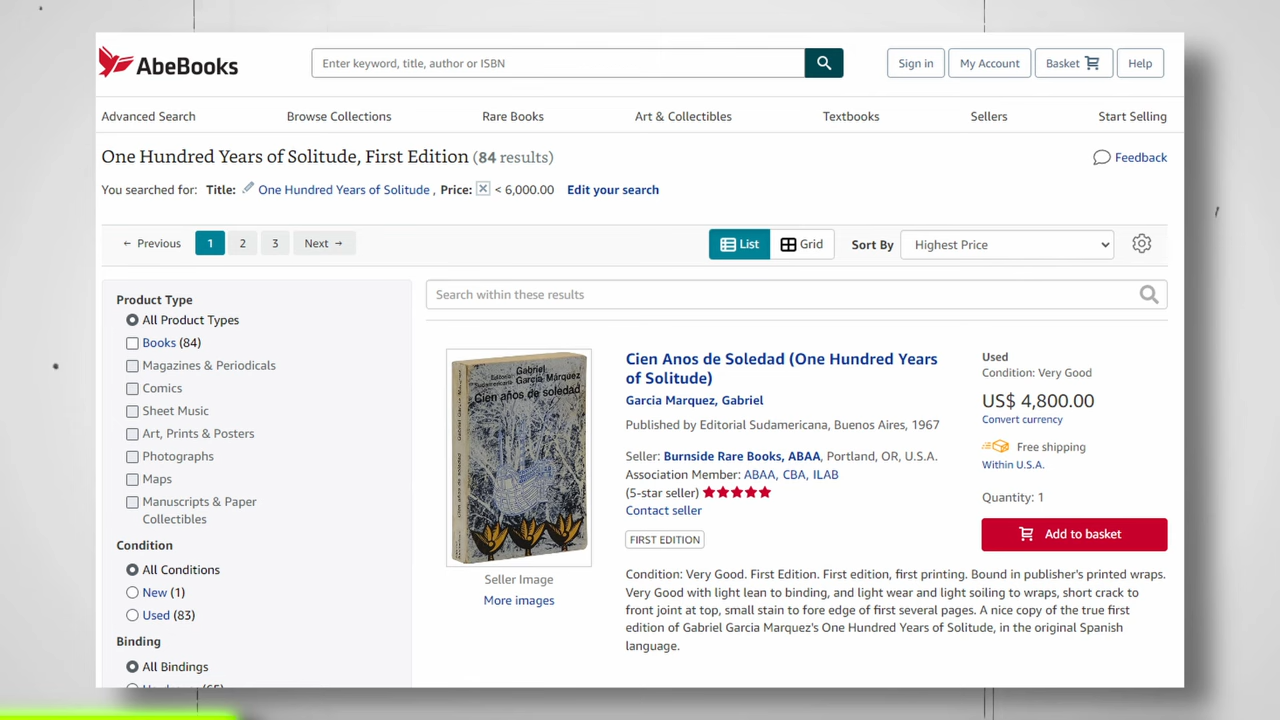 AbeBooks
Enter keyword, title, author or ISBN
Sign in
My Account
Basket
Help
Advanced Search
Browse Collections
Rare Books
Art & Collectibles
Textbooks
Sellers
Start Selling
One Hundred Years of Solitude, First Edition (84 results)
Feedback
You searched for: Title: One Hundred Years of Solitude , Price: < 6,000.00 Edit your search
← Previous 1 2 3 Next →
List
Grid
Sort By Highest Price
Product Type
All Product Types
Books (84)
Magazines & Periodicals
Comics
Sheet Music
Art, Prints & Posters
Photographs
Maps
Manuscripts & Paper
Collectibles
Condition
All Conditions
New (1)
Used (83)
Binding
All Bindings
Search within these results
Editorial Sudamericana
Gabriel
García Márquez
Cien años de soledad
Seller Image
More images
Cien Anos de Soledad (One Hundred Years
of Solitude)
Garcia Marquez, Gabriel
Published by Editorial Sudamericana, Buenos Aires, 1967
Seller: Burnside Rare Books, ABAA, Portland, OR, U.S.A.
Association Member: ABAA, CBA, ILAB
(5-star seller)
Contact seller
FIRST EDITION
Used
Condition: Very Good
US$ 4,800.00
Convert currency
Free shipping
Within U.S.A.
Quantity: 1
Add to basket
Condition: Very Good. First Edition. First edition, first printing. Bound in publisher's printed wraps.
Very Good with light lean to binding, and light wear and light soiling to wraps, short crack to
front joint at top, small stain to fore edge of first several pages. A nice copy of the true first
edition of Gabriel Garcia Marquez's One Hundred Years of Solitude, in the original Spanish
language.